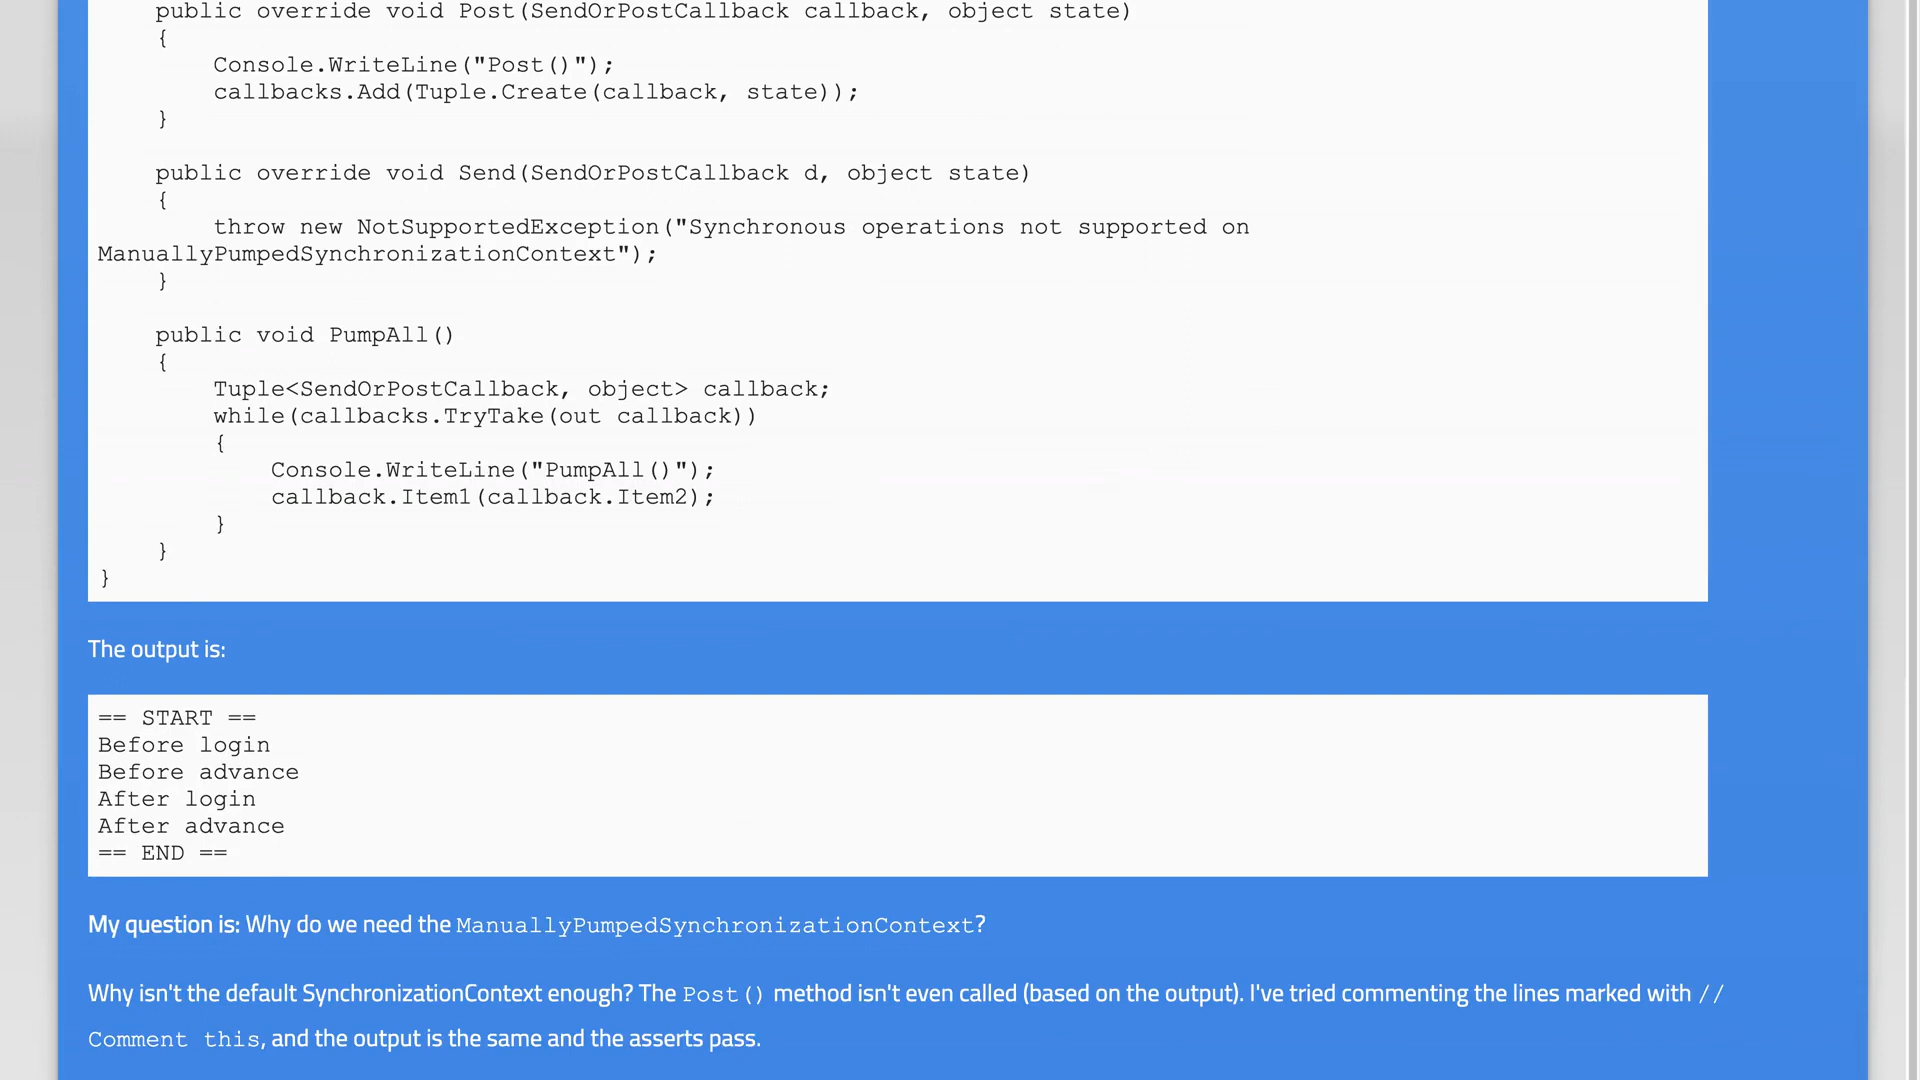 public override void Post(SendOrPostCallback callback, object state)
{
Console.WriteLine("Post()");
callbacks.Add(Tuple.Create(callback, state));
}
public override void Send(SendOrPostCallback d, object state)
{
throw new NotSupportedException("Synchronous operations not supported on
ManuallyPumpedSynchronizationContext");
}
public void PumpAll()
{
Tuple<SendOrPostCallback, object> callback;
while(callbacks.TryTake(out callback))
{
Console.WriteLine("PumpAll()");
callback.Item1(callback.Item2);
}
}
}
The output is:
== START ==
Before login
Before advance
After login
After advance
== END ==
My question is: Why do we need the ManuallyPumpedSynchronizationContext?
Why isn't the default SynchronizationContext enough? The Post() method isn't even called (based on the output). I've tried commenting the lines marked with //
Comment this, and the output is the same and the asserts pass.